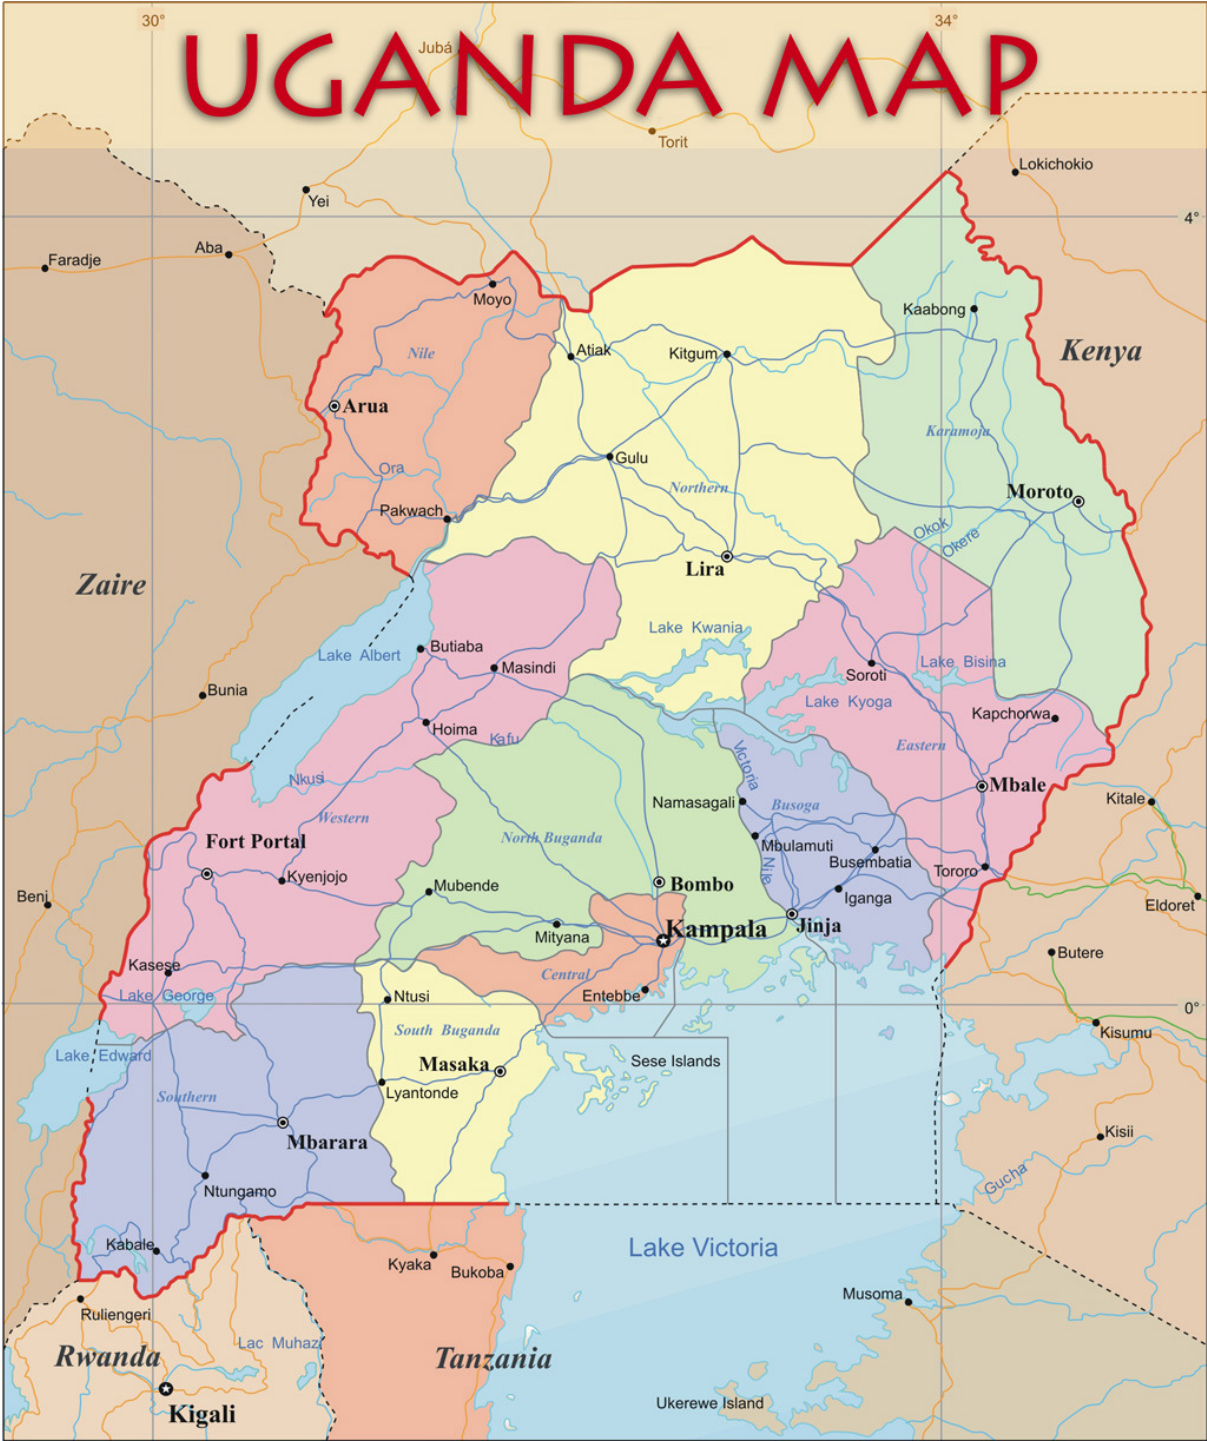 30°
34°
Jubá
UGANDA MAP
Torit
Lokichokio
Yei
4°
Aba
Faradje
Moyo
Kaabong
Atiak
Kitgum
Nile
Kenya
Arua
Karamoja
Gulu
Ora
Northern
Moroto
Pakwach
Okok
Okere
Lira
Zaire
Lake Kwania
Butiaba
Lake Albert
Masindi
Lake Bisina
Soroti
Bunia
Lake Kyoga
Kapchorwa
Hoima
Kafu
Eastern
Victoria
Nkusi
Mbale
Namasagali
Busoga
Kitale
Western
North Buganda
Fort Portal
Mbulamuti
Busembatia
Nile
Kyenjojo
Tororo
Mubende
Bombo
Iganga
Beni
Eldoret
Kampala
Jinja
Mityana
Butere
Kasese
Central
Lake George
Ntusi
Entebbe
0°
South Buganda
Kisumu
Lake Edward
Masaka
Sese Islands
Lyantonde
Southern
Mbarara
Kisii
Ntungamo
Gucha
Kabale
Lake Victoria
Kyaka
Bukoba
Musoma
Ruliengeri
Lac Muhazi
Rwanda
Tanzania
Ukerewe Island
Kigali